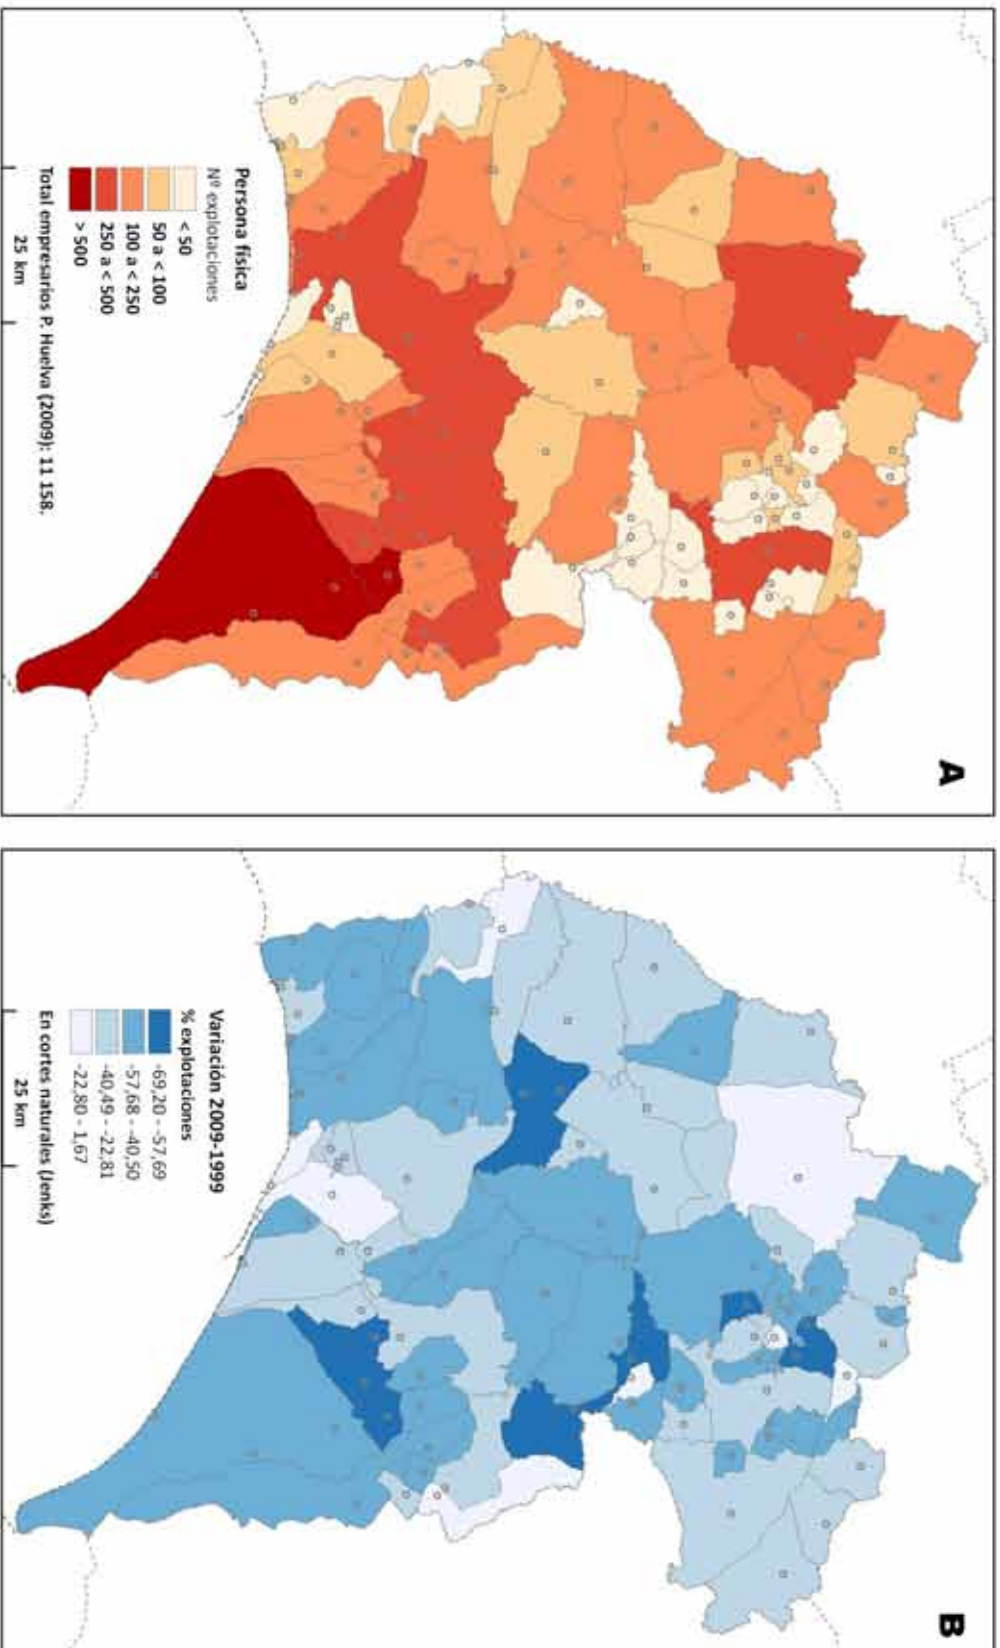 A
Persona física
Nº explotaciones
< 50
50 a < 100
100 a < 250
250 a < 500
> 500
Total empresarios P. Huelva (2009): 11 158.
25 km
B
Variación 2009-1999
% explotaciones
-69,20 - -57,69
-57,68 - -40,50
-40,49 - -22,81
-22,80 - 1,67
En cortes naturales (Jenks)
25 km